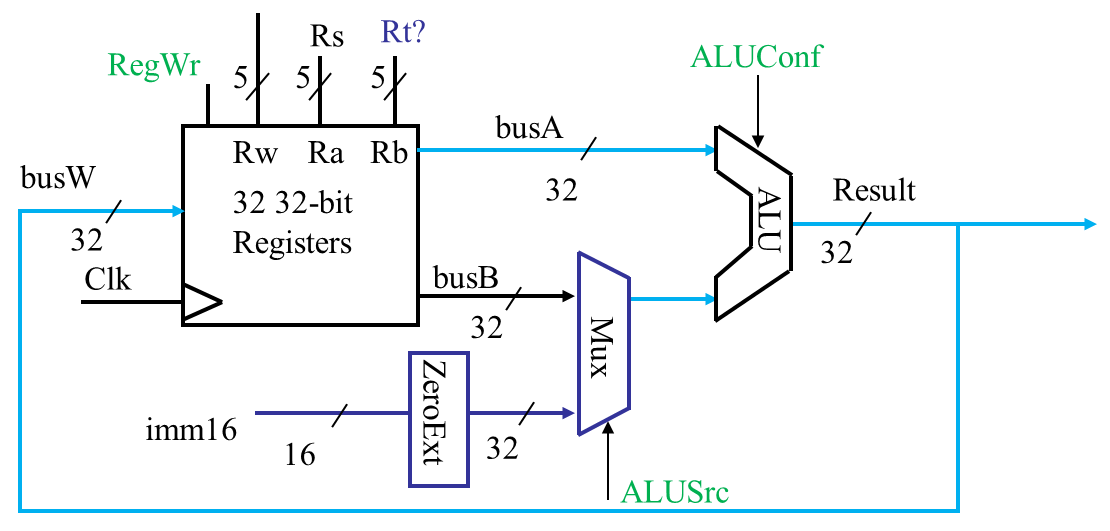 Rs
Rt?
RegWr
5
5
5
ALUConf
busA
32
Rw
Ra
Rb
busW
32
32 32-bit
Registers
ALU
Result
32
Clk
busB
32
Mux
ZeroExt
imm16
16
32
ALUSrc